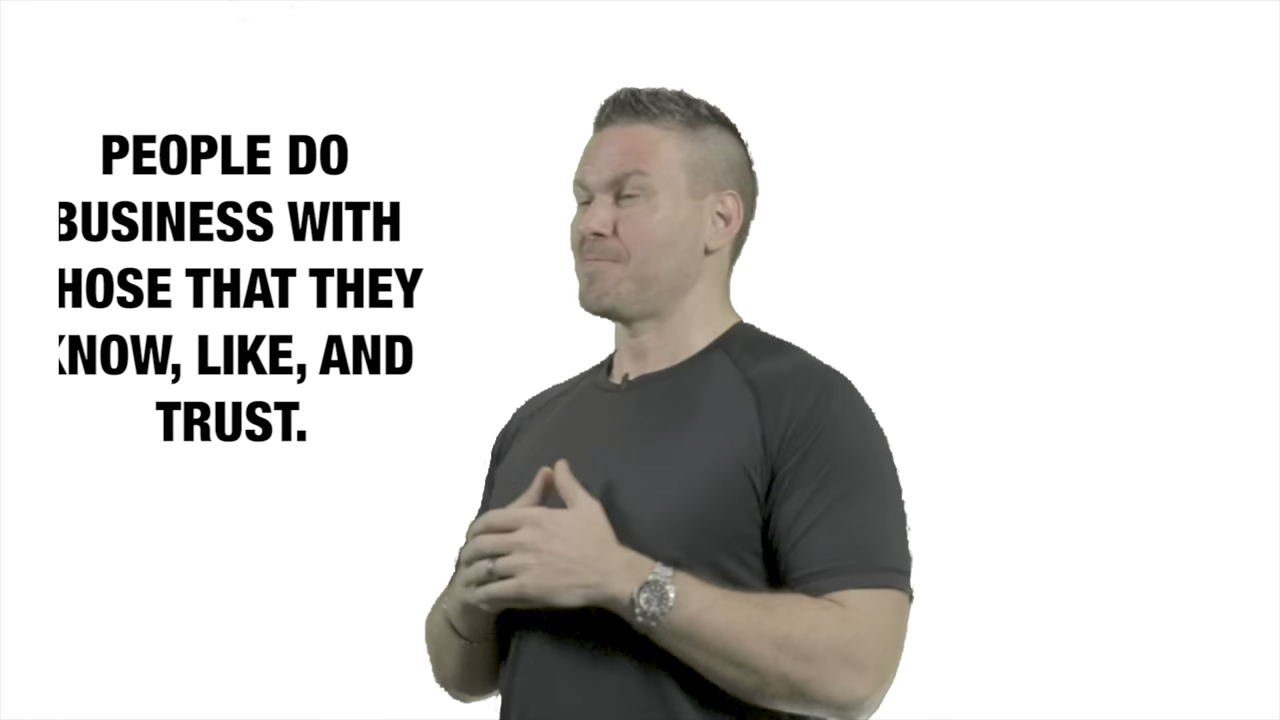 PEOPLE DO
BUSINESS WITH
HOSE THAT THEY
KNOW, LIKE, AND
TRUST.